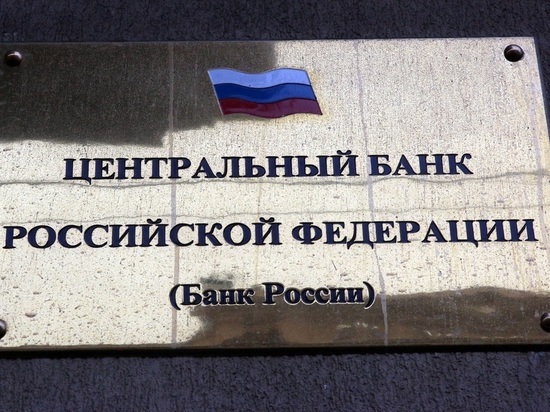 ЦЕНТРАЛЬНЫЙ БАНК
РОССИЙСКОЙ ФЕДЕРАЦИИ
(Банк России)